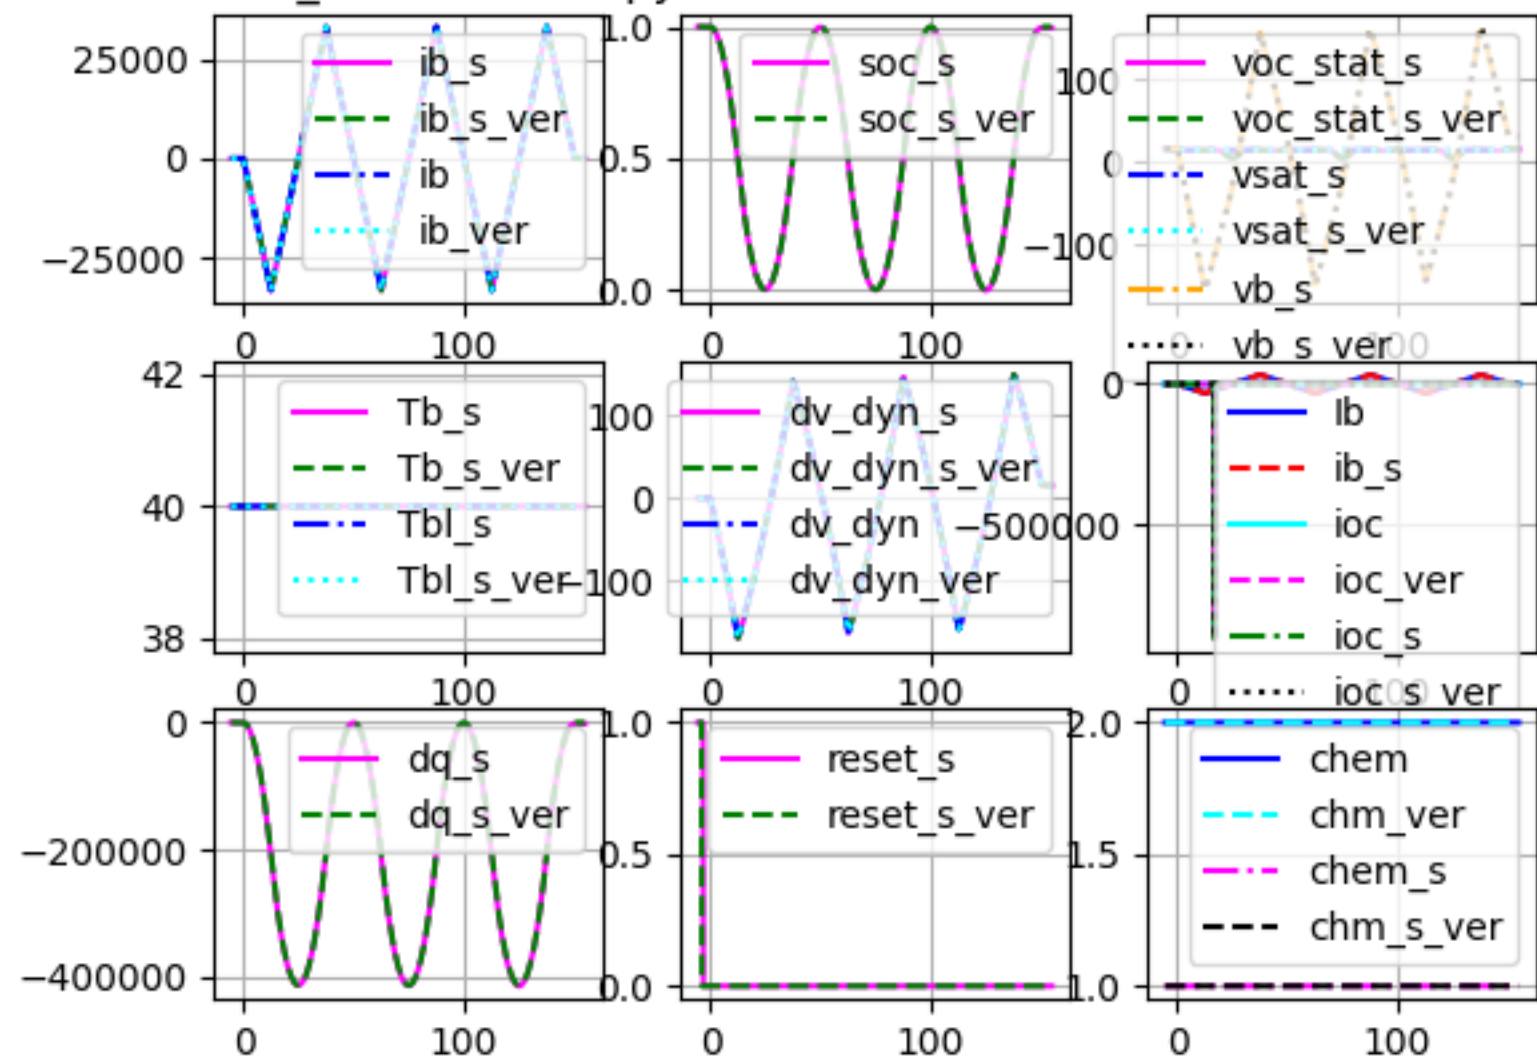 25000
0
−25000
0
100
ib_s
ib_s_ver
ib
ib_ver
1.0
0.5
0.0
0
100
soc_s
soc_s_ver
100
0
−100
0
100
voc_stat_s
voc_stat_s_ver
vsat_s
vsat_s_ver
vb_s
vb_s_ver
42
40
38
0
100
Tb_s
Tb_s_ver
Tbl_s
Tbl_s_ver
100
0
−100
0
100
dv_dyn_s
dv_dyn_s_ver
dv_dyn
dv_dyn_ver
0
−500000
0
100
Ib
ib_s
ioc
ioc_ver
ioc_s
ioc_s_ver
0
−200000
−400000
0
100
dq_s
dq_s_ver
1.0
0.5
0.0
0
100
reset_s
reset_s_ver
2.0
1.5
1.0
0
100
chem
chm_ver
chem_s
chm_s_ver